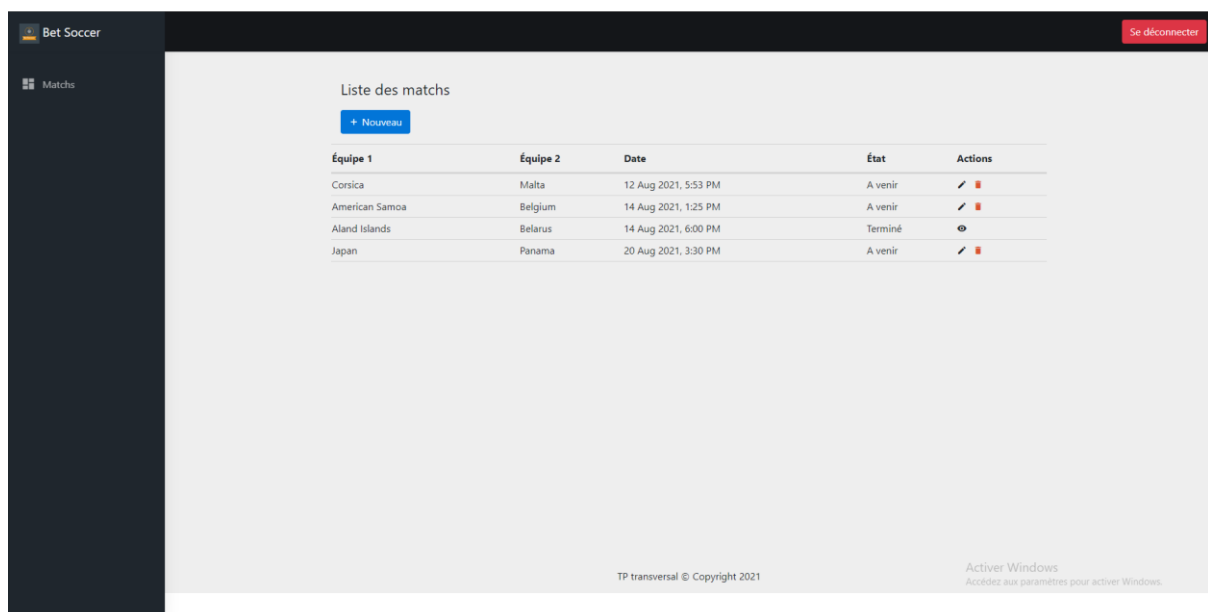 Bet Soccer
Se déconnecter
Matchs
Liste des matchs
+ Nouveau
Équipe 1 Équipe 2 Date État Actions
Corsica Malta 12 Aug 2021, 5:53 PM A venir
American Samoa Belgium 14 Aug 2021, 1:25 PM A venir
Aland Islands Belarus 14 Aug 2021, 6:00 PM Terminé
Japan Panama 20 Aug 2021, 3:30 PM A venir
TP transversal © Copyright 2021
Activer Windows
Accédez aux paramètres pour activer Windows.